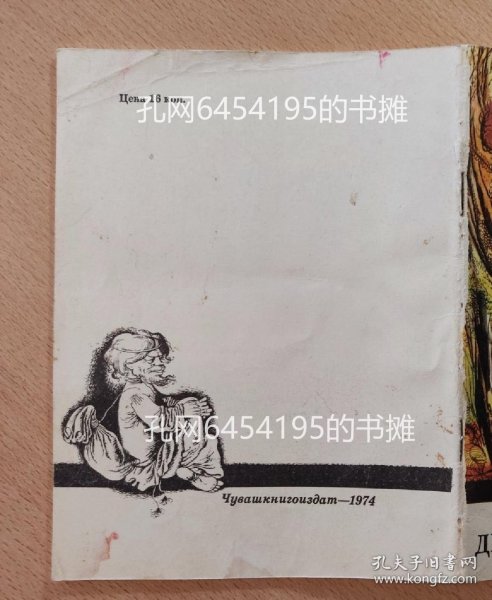 Цена 16 коп.
孔网6454195的书摊
孔网6454195的书摊
Чувашкнигоиздат—1974
孔夫子旧书网
www.kongfz.com